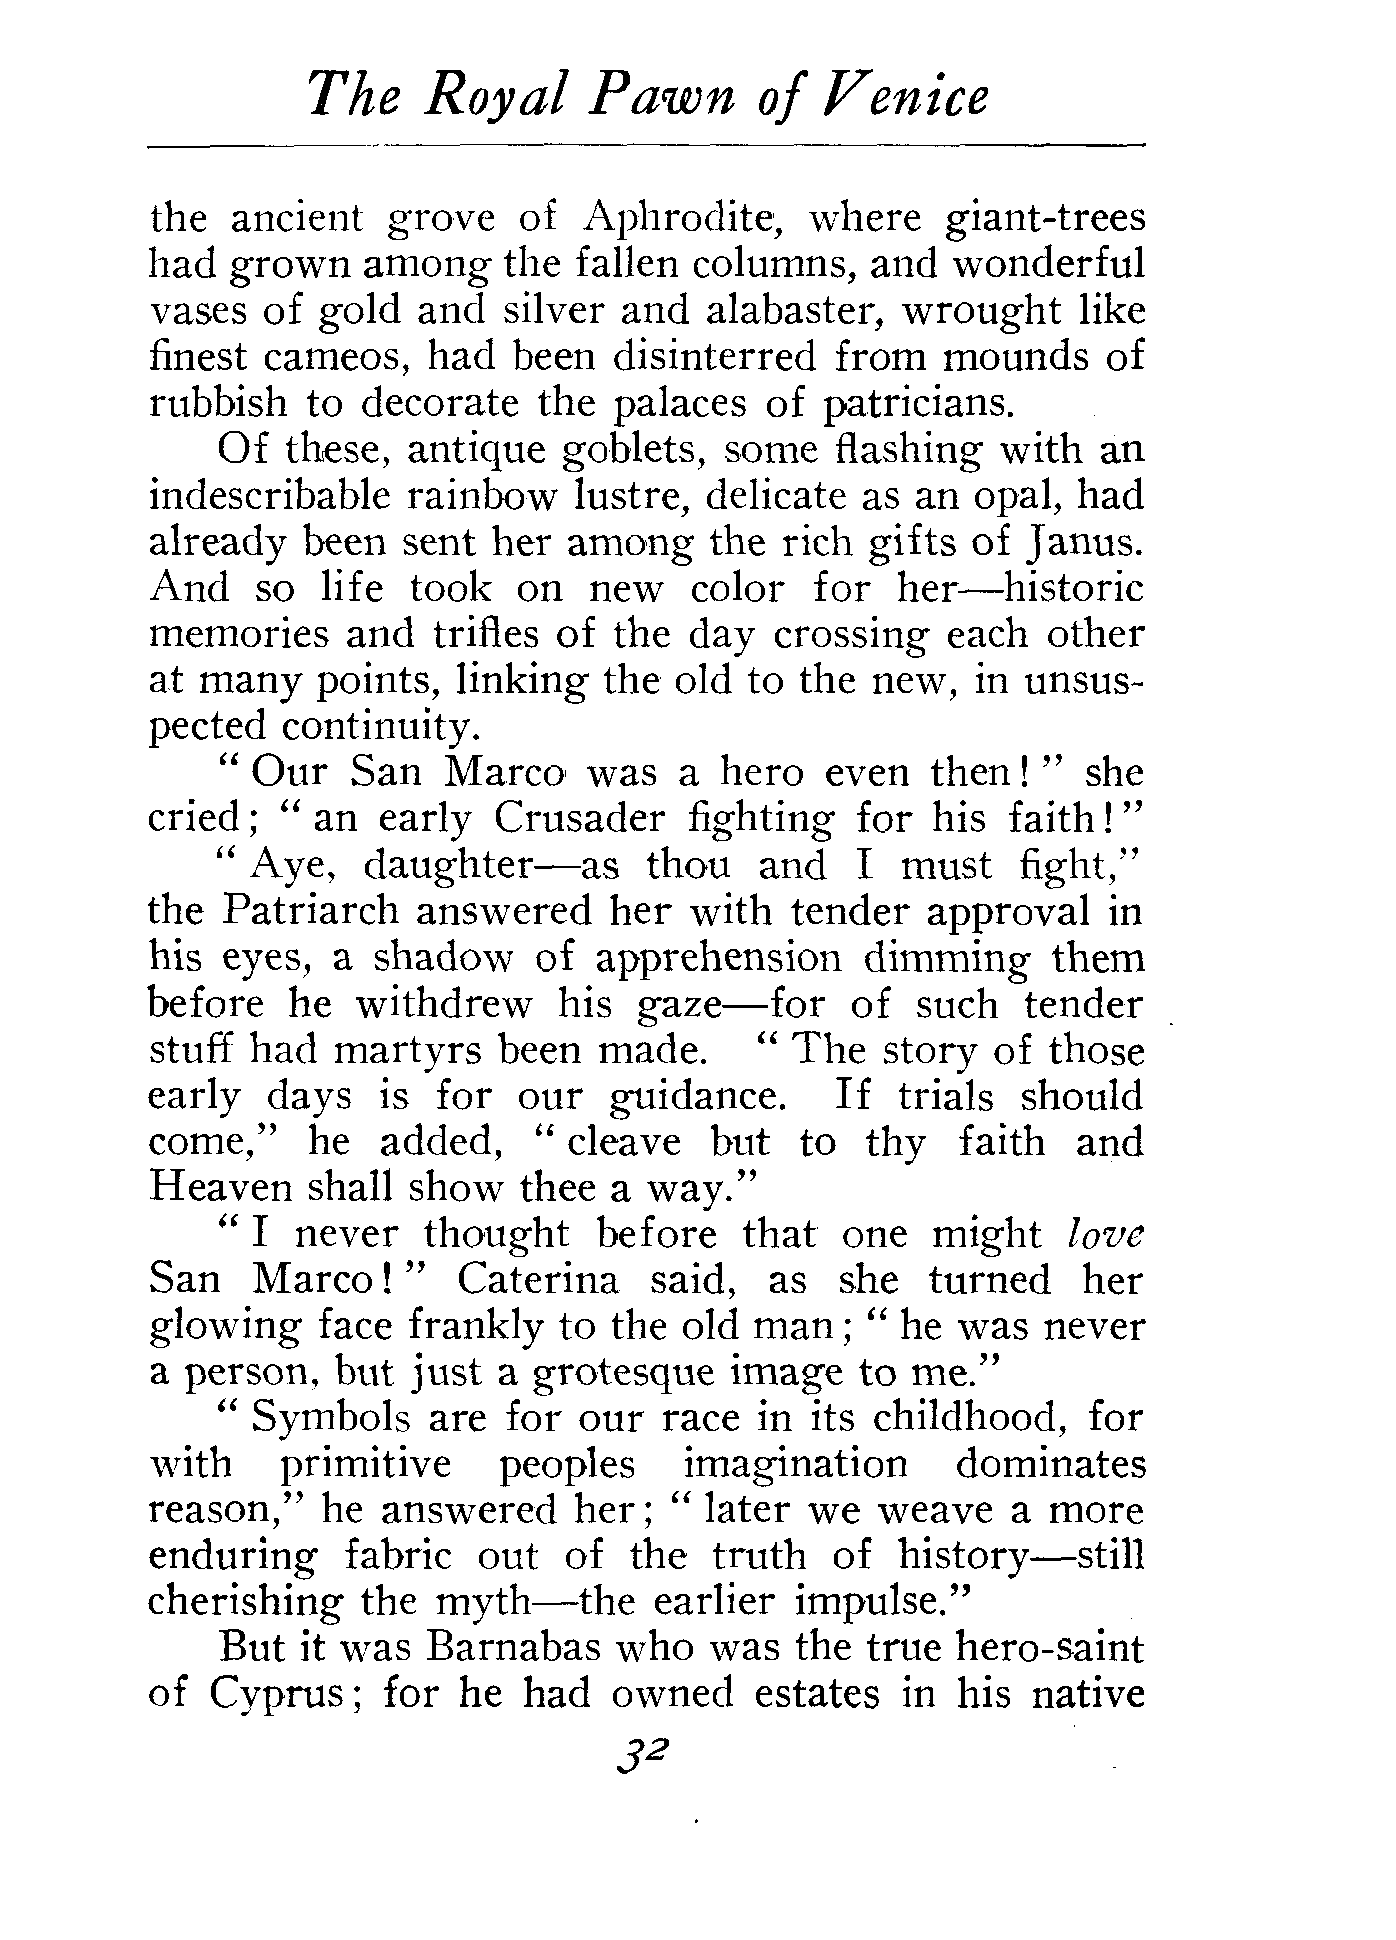 The Royal Pawn of Venice
the ancient grove of Aphrodite, where giant-trees
had grown among the fallen columns, and wonderful
vases of gold and silver and alabaster, wrought like
finest cameos, had been disinterred from mounds of
rubbish to decorate the palaces of patricians.
Of these, antique goblets, some flashing with an
indescribable rainbow lustre, delicate as an opal, had
already been sent her among the rich gifts of Janus.
And so life took on new color for her—historic
memories and trifles of the day crossing each other
at many points, linking the old to the new, in unsus-
pected continuity.
" Our San Marco was a hero even then ! " she
cried ; " an early Crusader fighting for his faith ! "
" Aye, daughter—as thou and I must fight,"
the Patriarch answered her with tender approval in
his eyes, a shadow of apprehension dimming them
before he withdrew his gaze—for of such tender
stuff had martyrs been made. " The story of those
early days is for our guidance. If trials should
come," he added, " cleave but to thy faith and
Heaven shall show thee a way."
" I never thought before that one might love
San Marco ! " Caterina said, as she turned her
glowing face frankly to the old man ; " he was never
a person, but just a grotesque image to me."
" Symbols are for our race in its childhood, for
with primitive peoples imagination dominates
reason," he answered her ; " later we weave a more
enduring fabric out of the truth of history—still
cherishing the myth—the earlier impulse."
But it was Barnabas who was the true hero-saint
of Cyprus ; for he had owned estates in his native
32